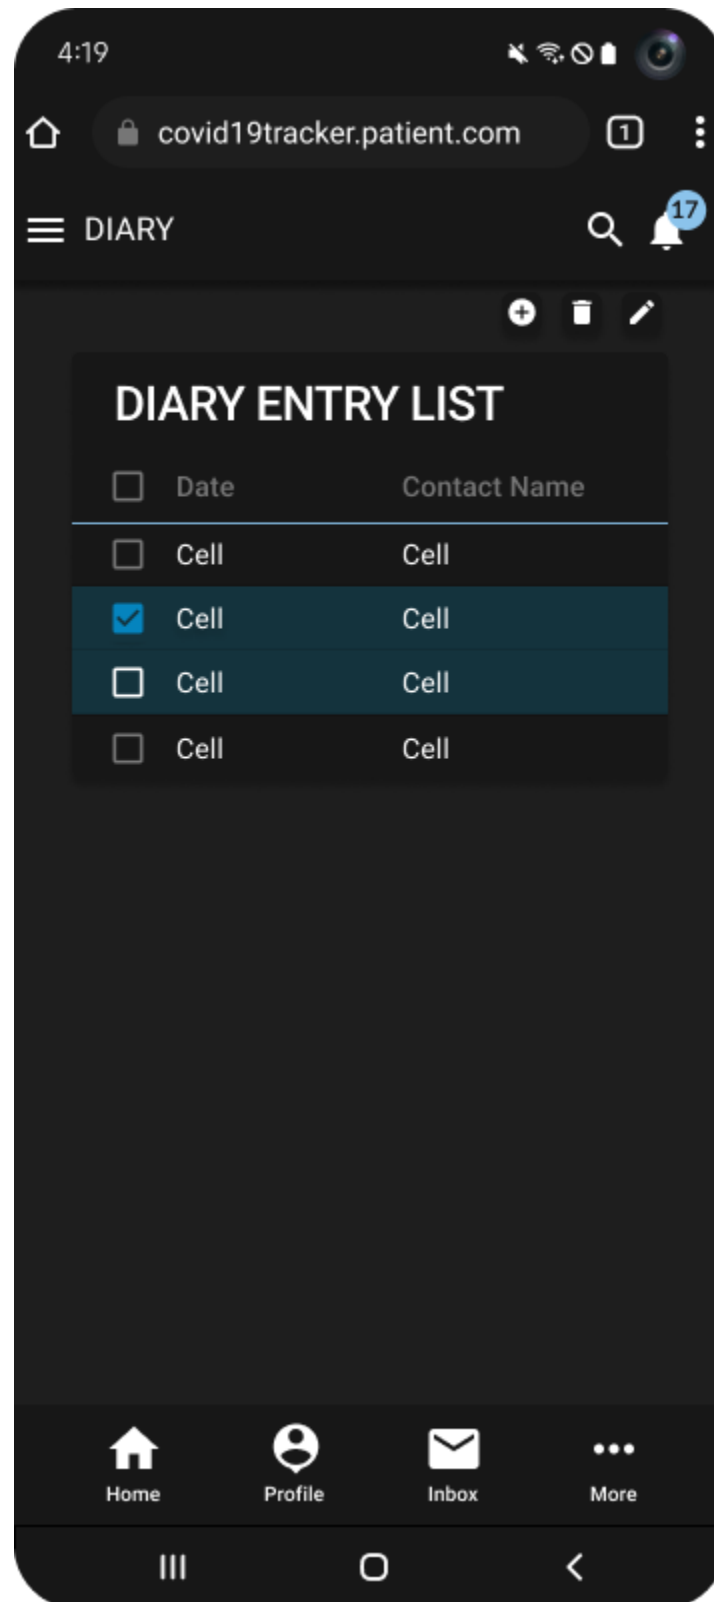 4:19
covid19tracker.patient.com 1
DIARY 17
DIARY ENTRY LIST
Date Contact Name
Cell Cell
Cell Cell
Cell Cell
Cell Cell
Home Profile Inbox More